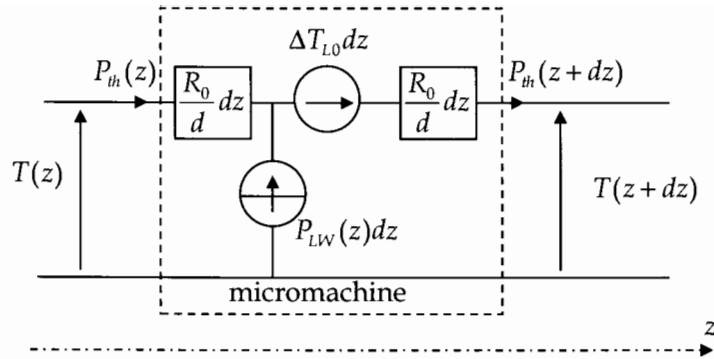 ΔT_{L0}dz
P_{th}(z)
R_0/d dz
R_0/d dz
P_{th}(z+dz)
T(z)
T(z+dz)
P_{LW}(z)dz
micromachine
z